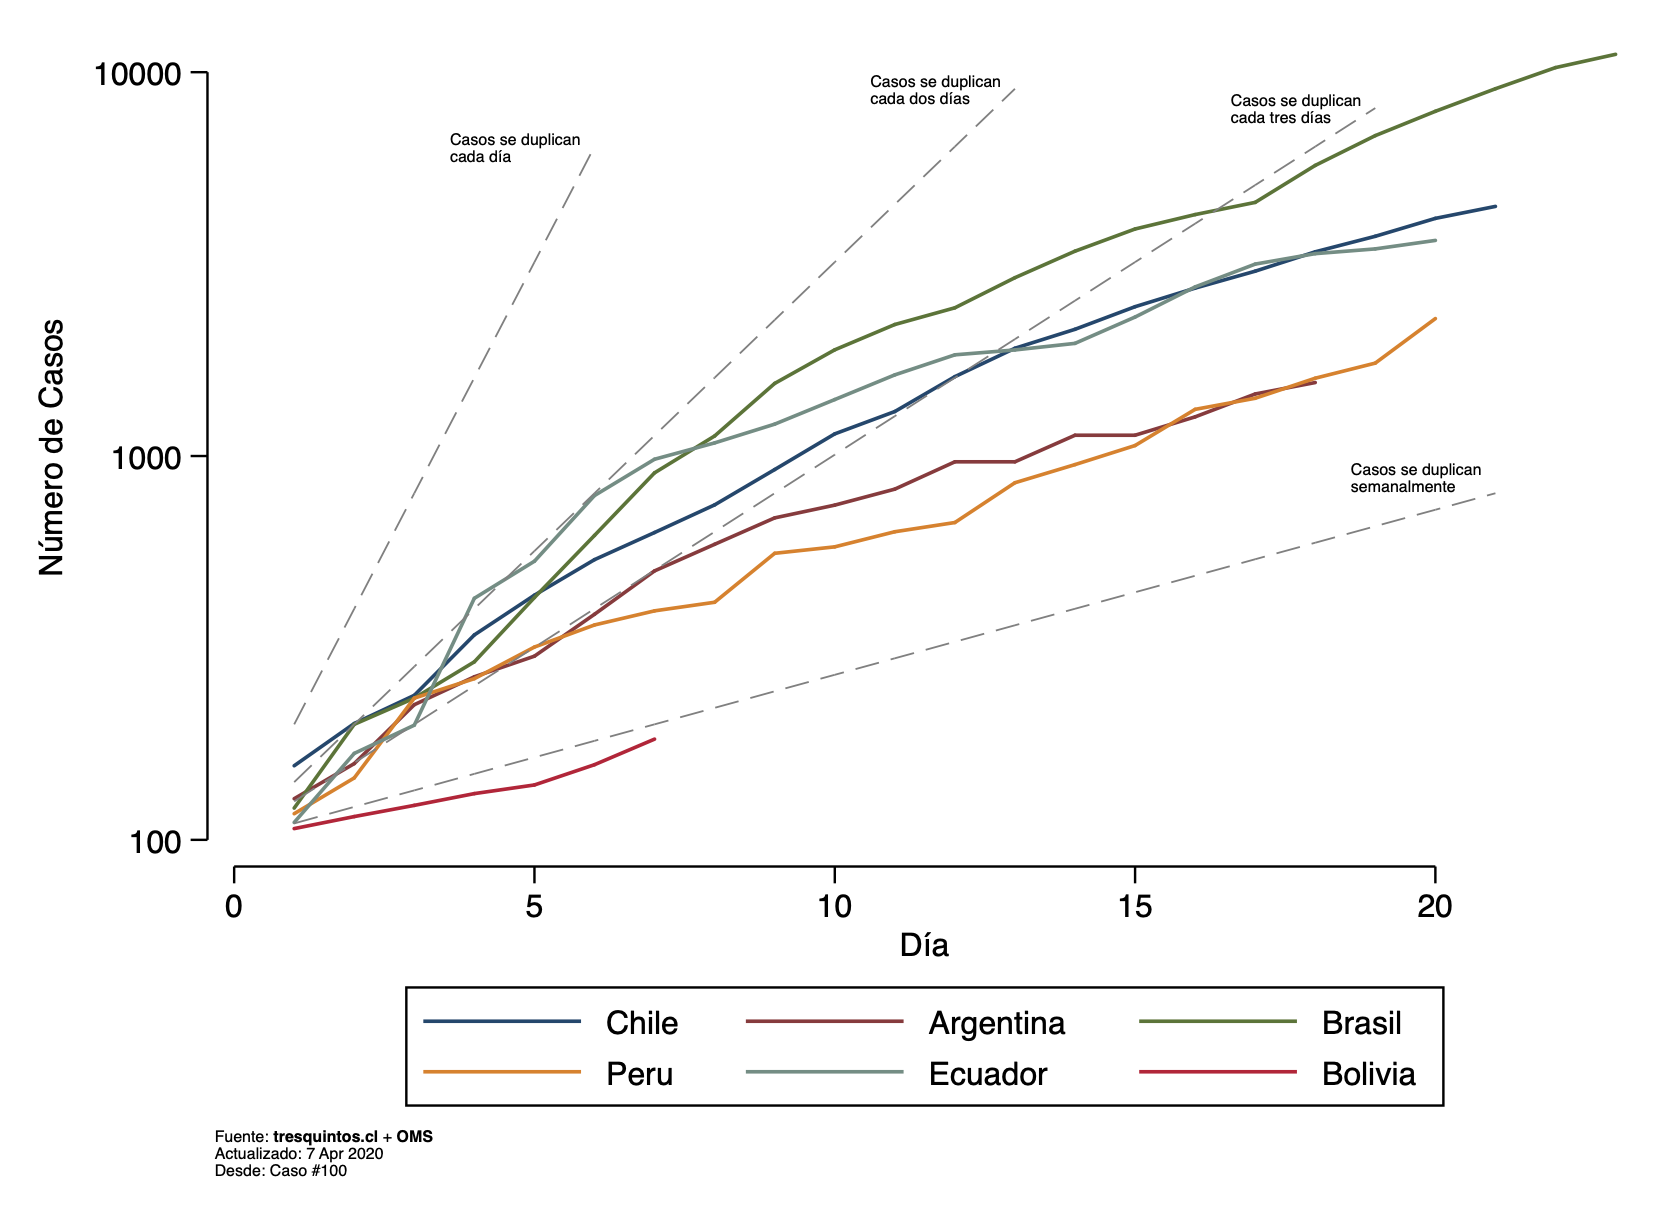 10000
1000
100
Número de Casos
Casos se duplican
cada día
Casos se duplican
cada dos días
Casos se duplican
cada tres días
Casos se duplican
semanalmente
0 5 10 15 20
Día
Chile Argentina Brasil
Peru Ecuador Bolivia
Fuente: tresquintos.cl + OMS
Actualizado: 7 Apr 2020
Desde: Caso #100